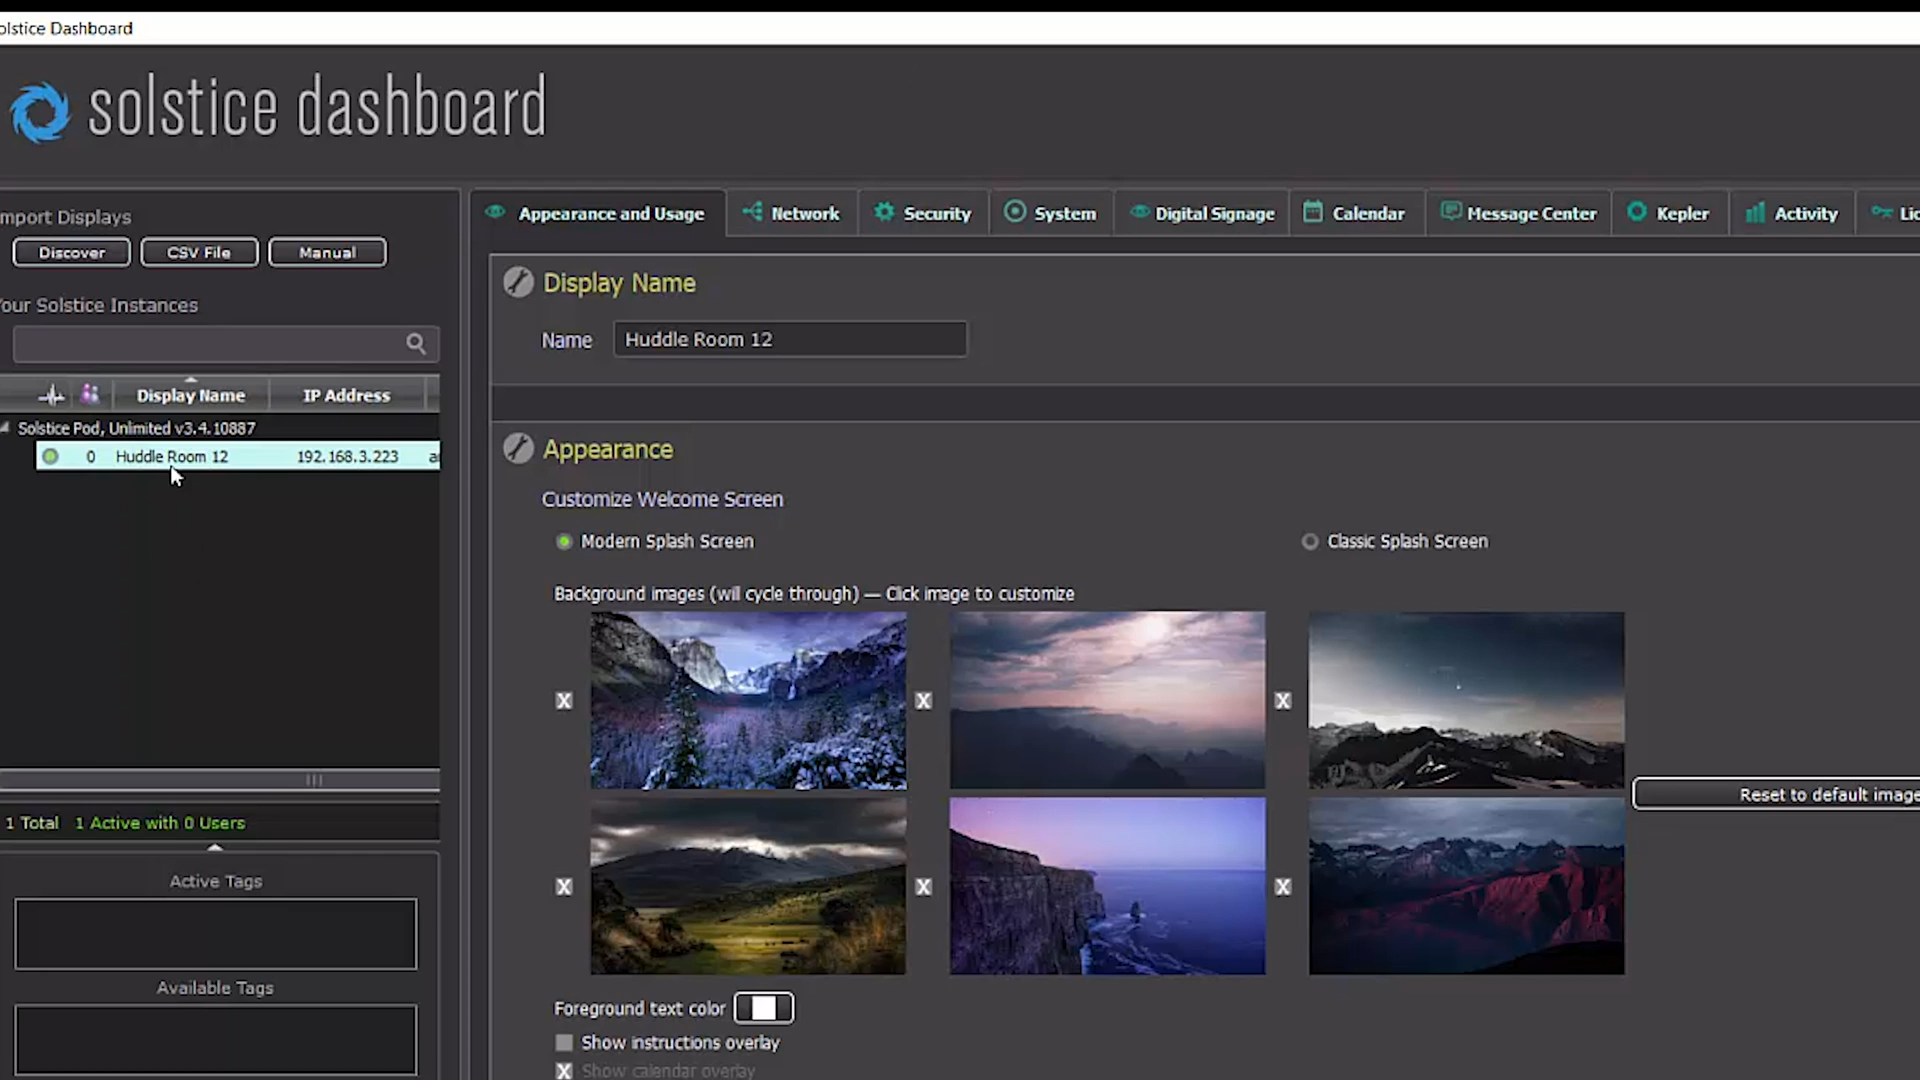 olstice Dashboard
solstice dashboard
mport Displays
Discover
CSV File
Manual
our Solstice Instances
Display Name
IP Address
Solstice Pod, Unlimited v3.4.10887
0 Huddle Room 12 192.168.3.223 a
1 Total 1 Active with 0 Users
Active Tags
Available Tags
Appearance and Usage
Network
Security
System
Digital Signage
Calendar
Message Center
Kepler
Activity
Lic
Display Name
Name Huddle Room 12
Appearance
Customize Welcome Screen
Modern Splash Screen
Classic Splash Screen
Background images (will cycle through) — Click image to customize
Reset to default image
Foreground text color
Show instructions overlay
Show calendar overlay